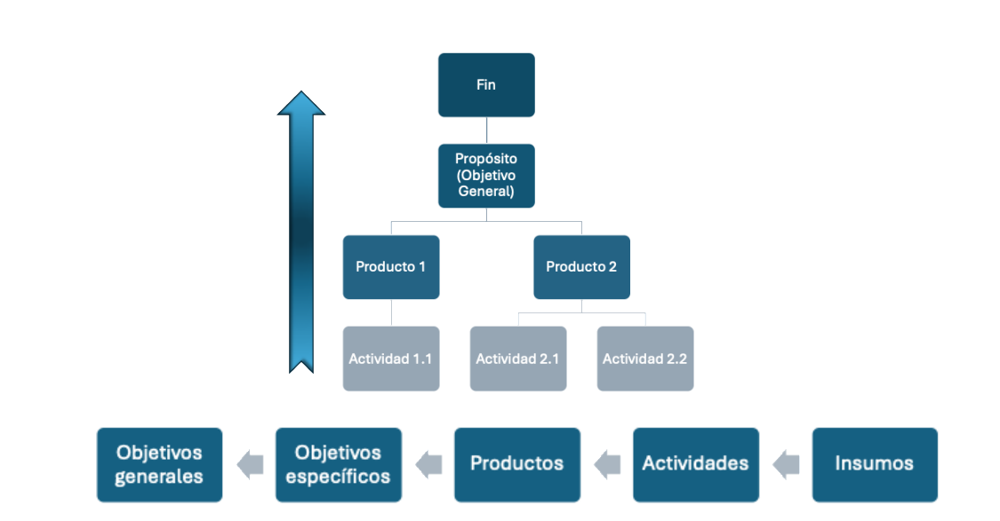 Fin
Propósito
(Objetivo
General)
Producto 1
Producto 2
Actividad 1.1
Actividad 2.1
Actividad 2.2
Objetivos
generales
Objetivos
específicos
Productos
Actividades
Insumos